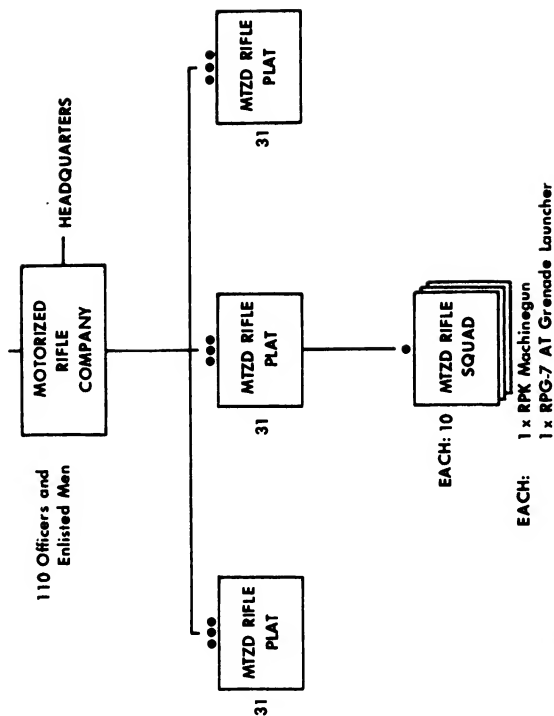 110 Officers and
Enlisted Men
MOTORIZED
RIFLE
COMPANY
HEADQUARTERS
MTZD RIFLE
PLAT
31
MTZD RIFLE
PLAT
31
MTZD RIFLE
PLAT
31
EACH: 10
MTZD RIFLE
SQUAD
EACH: 1 x RPK Machinegun
1 x RPG-7 AT Grenade Launcher